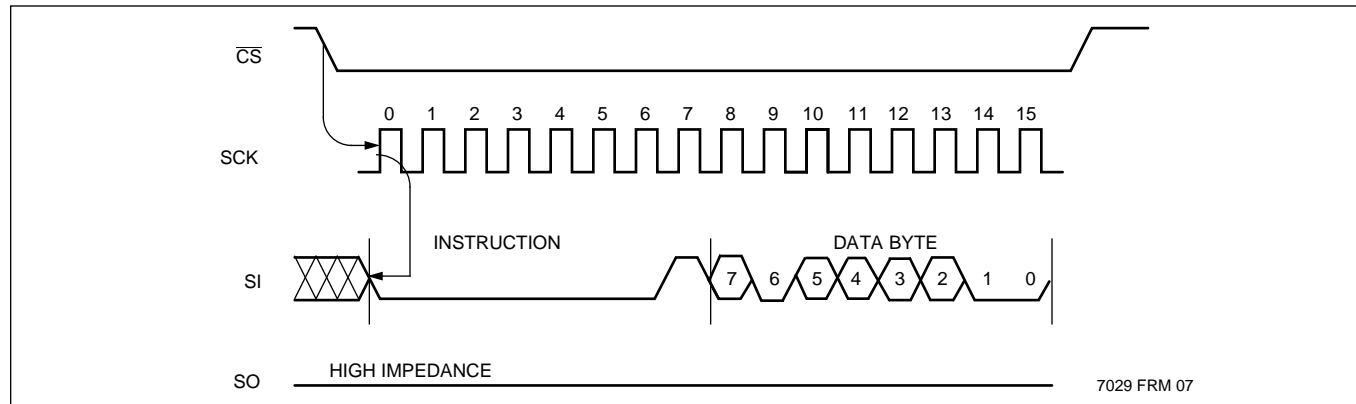 CS
0 1 2 3 4 5 6 7 8 9 10 11 12 13 14 15
SCK
INSTRUCTION DATA BYTE
SI 7 6 5 4 3 2 1 0
HIGH IMPEDANCE
SO
7029 FRM 07